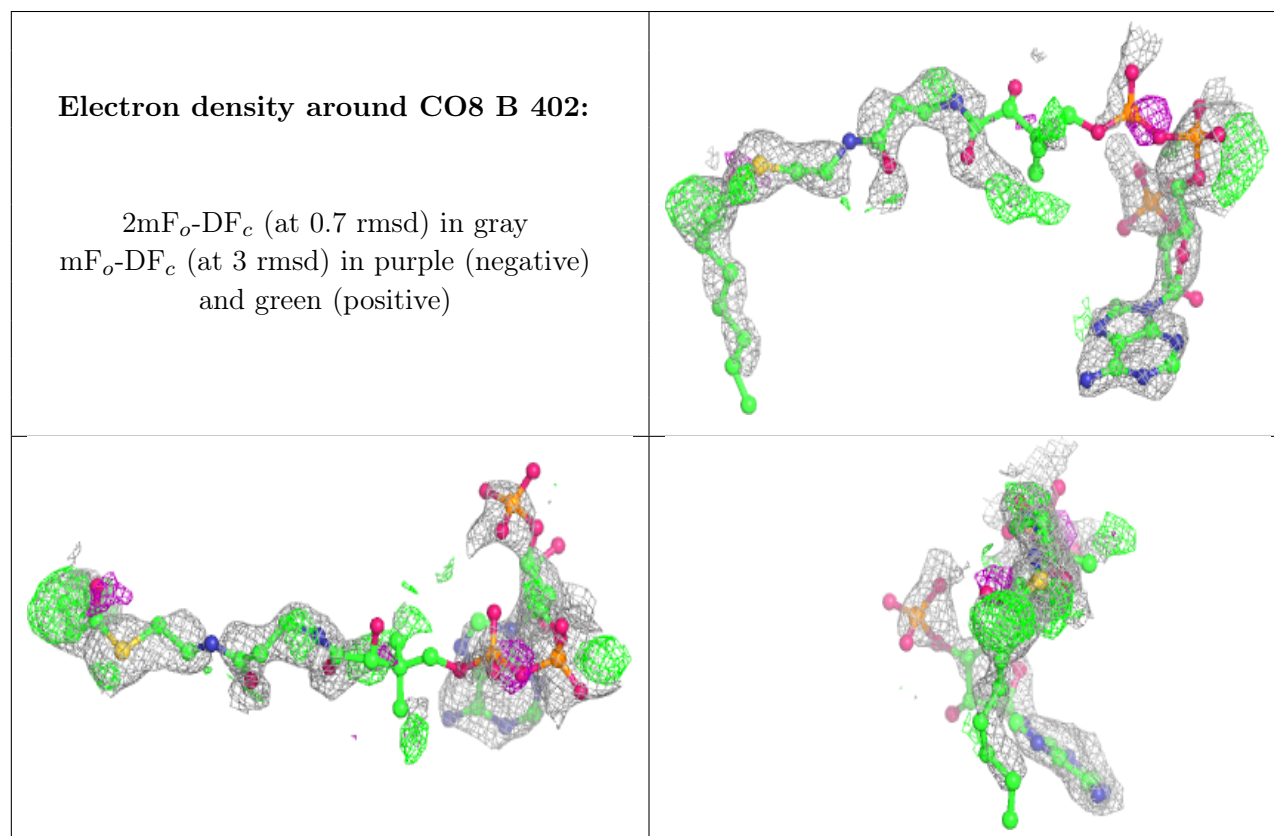 Electron density around CO8 B 402:
2mFo-DFc (at 0.7 rmsd) in gray
mFo-DFc (at 3 rmsd) in purple (negative)
and green (positive)